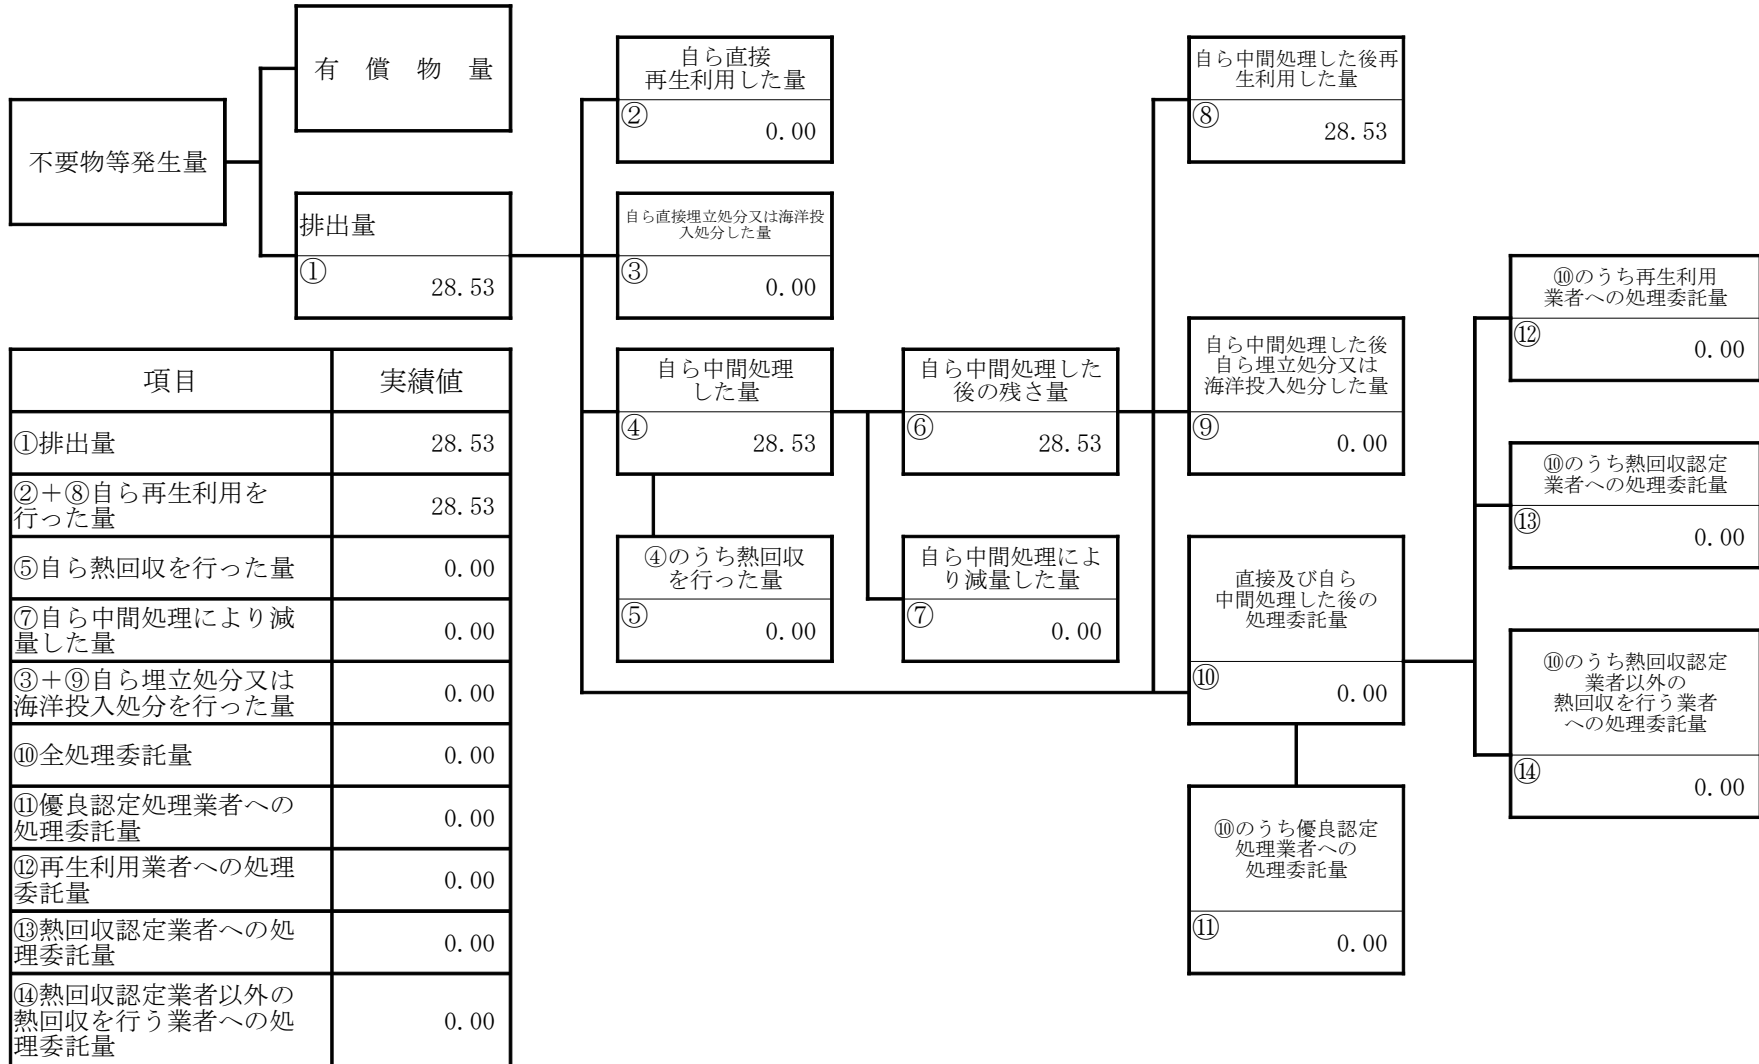 有　償　物　量
不要物等発生量
排出量
①
28.53
自ら直接
再生利用した量
②
0.00
自ら直接埋立処分又は海洋投
入処分した量
③
0.00
自ら中間処理
した量
④
28.53
④のうち熱回収
を行った量
⑤
0.00
自ら中間処理した
後の残さ量
⑥
28.53
自ら中間処理によ
り減量した量
⑦
0.00
自ら中間処理した後再
生利用した量
⑧
28.53
自ら中間処理した後
自ら埋立処分又は
海洋投入処分した量
⑨
0.00
直接及び自ら
中間処理した後の
処理委託量
⑩
0.00
⑩のうち優良認定
処理業者への
処理委託量
⑪
0.00
⑩のうち再生利用
業者への処理委託量
⑫
0.00
⑩のうち熱回収認定
業者への処理委託量
⑬
0.00
⑩のうち熱回収認定
業者以外の
熱回収を行う業者
への処理委託量
⑭
0.00
項目 実績値
①排出量 28.53
②＋⑧自ら再生利用を
行った量 28.53
⑤自ら熱回収を行った量 0.00
⑦自ら中間処理により減
量した量 0.00
③＋⑨自ら埋立処分又は
海洋投入処分を行った量 0.00
⑩全処理委託量 0.00
⑪優良認定処理業者への
処理委託量 0.00
⑫再生利用業者への処理
委託量 0.00
⑬熱回収認定業者への処
理委託量 0.00
⑭熱回収認定業者以外の
熱回収を行う業者への処 0.00
理委託量